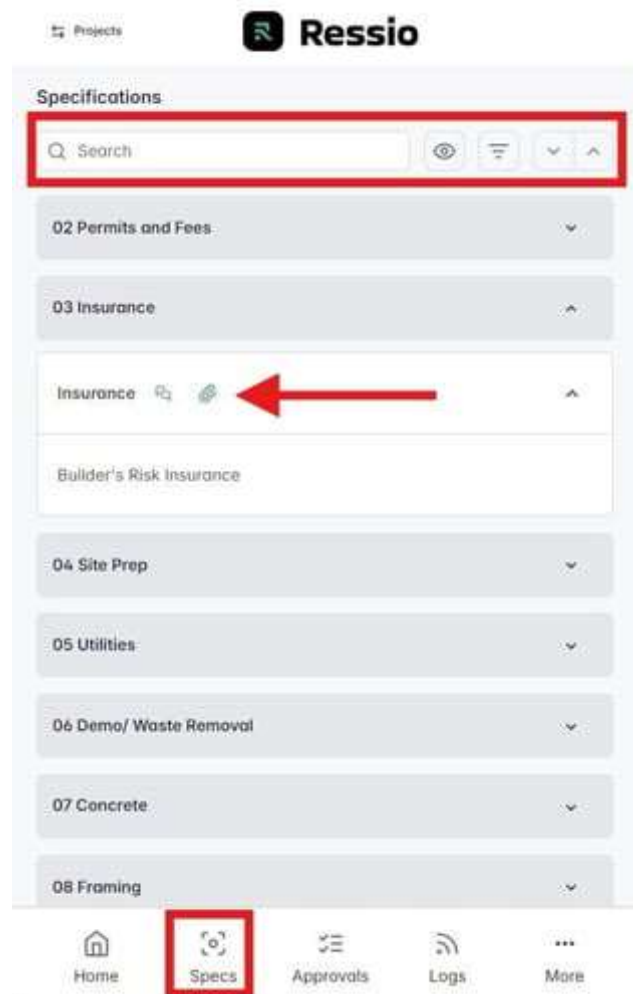 Projects
Ressio
Specifications
Search
02 Permits and Fees
03 Insurance
Insurance
Builder's Risk Insurance
04 Site Prep
05 Utilities
06 Demo/ Waste Removal
07 Concrete
08 Framing
Home Specs Approvals Logs More